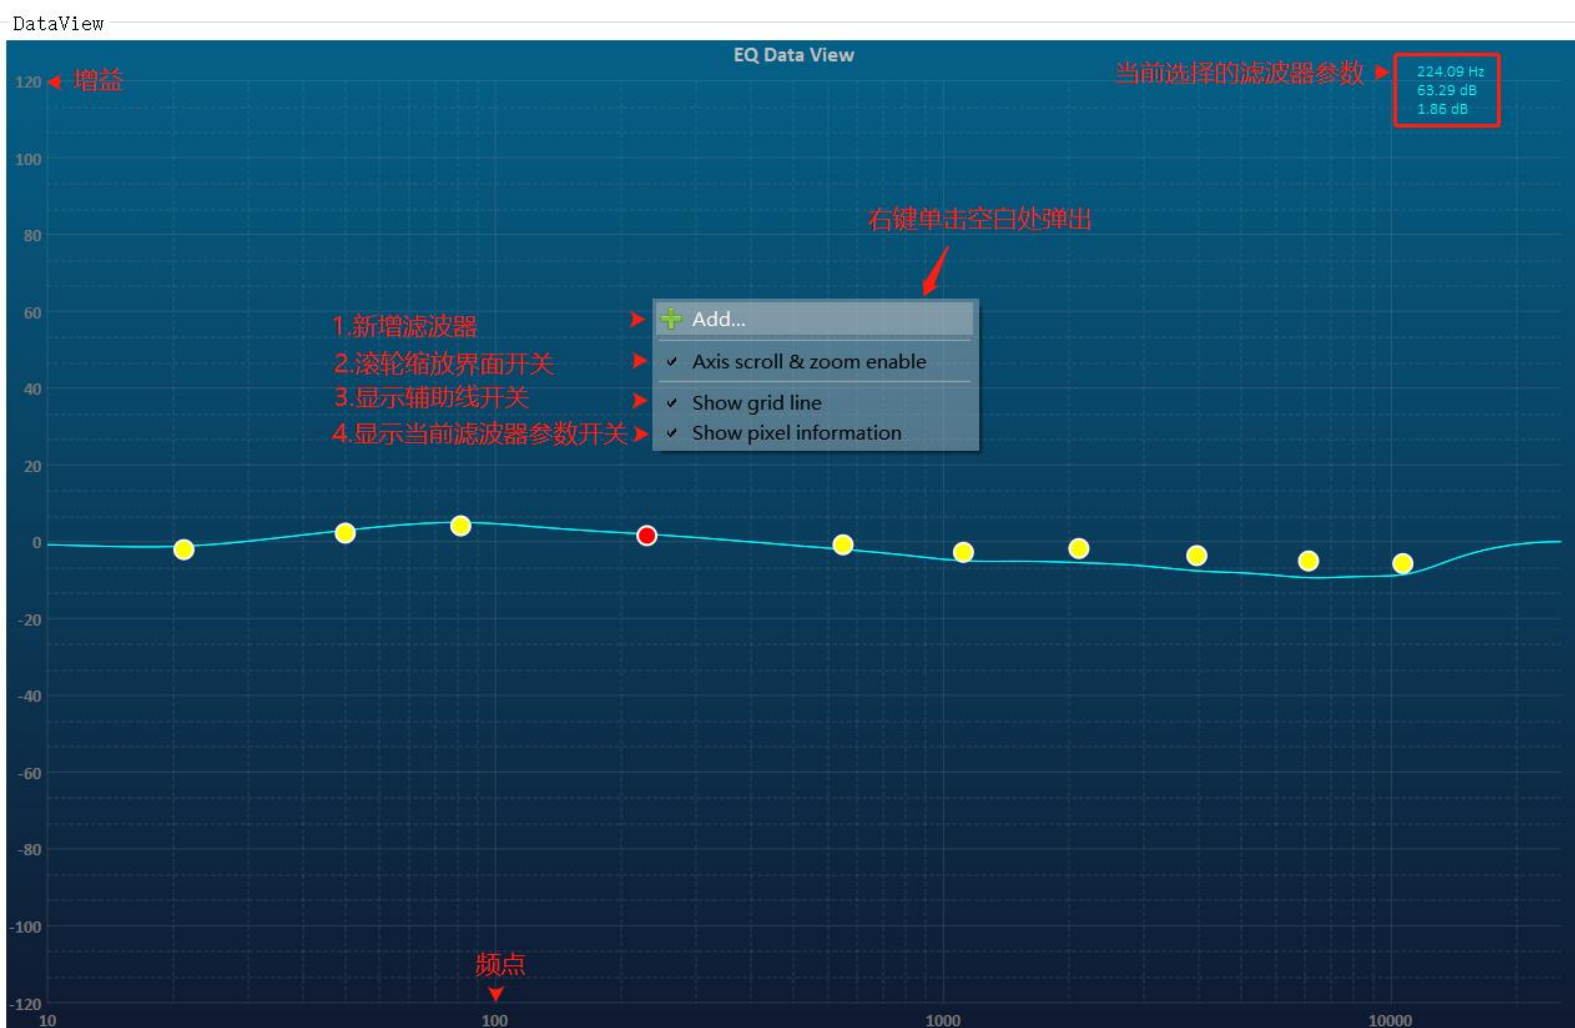 DataView
EQ Data View
120
增益
当前选择的滤波器参数
224.09 Hz
63.29 dB
1.86 dB
100
80
右键单击空白处弹出
60
1.新增滤波器
Add...
2.滚轮缩放界面开关
Axis scroll & zoom enable
40
3.显示辅助线开关
Show grid line
4.显示当前滤波器参数开关
Show pixel information
20
0
-20
-40
-60
-80
-100
频点
-120
10
100
1000
10000